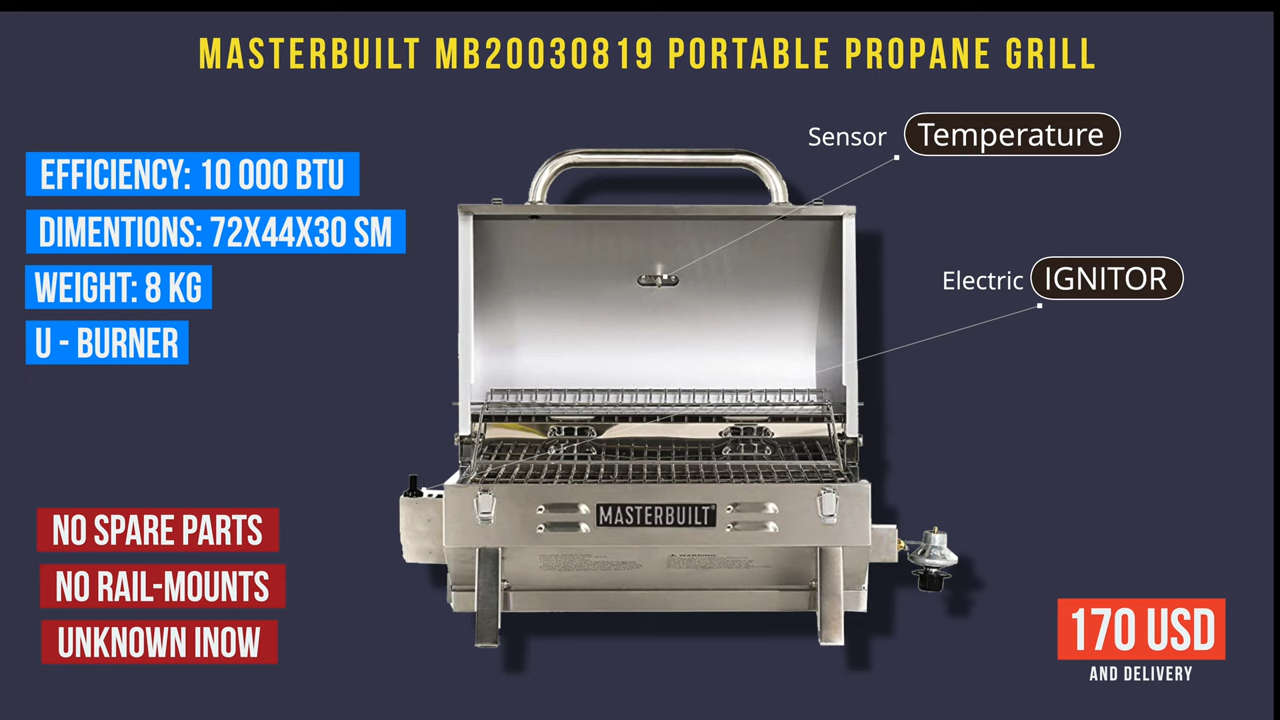 MASTERBUILT MB20030819 PORTABLE PROPANE GRILL
Sensor Temperature
EFFICIENCY: 10 000 BTU
DIMENTIONS: 72X44X30 SM
WEIGHT: 8 KG
U - BURNER
Electric IGNITOR
MASTERBUILT
WARNING
NO SPARE PARTS
NO RAIL-MOUNTS
UNKNOWN INOW
170 USD
AND DELIVERY